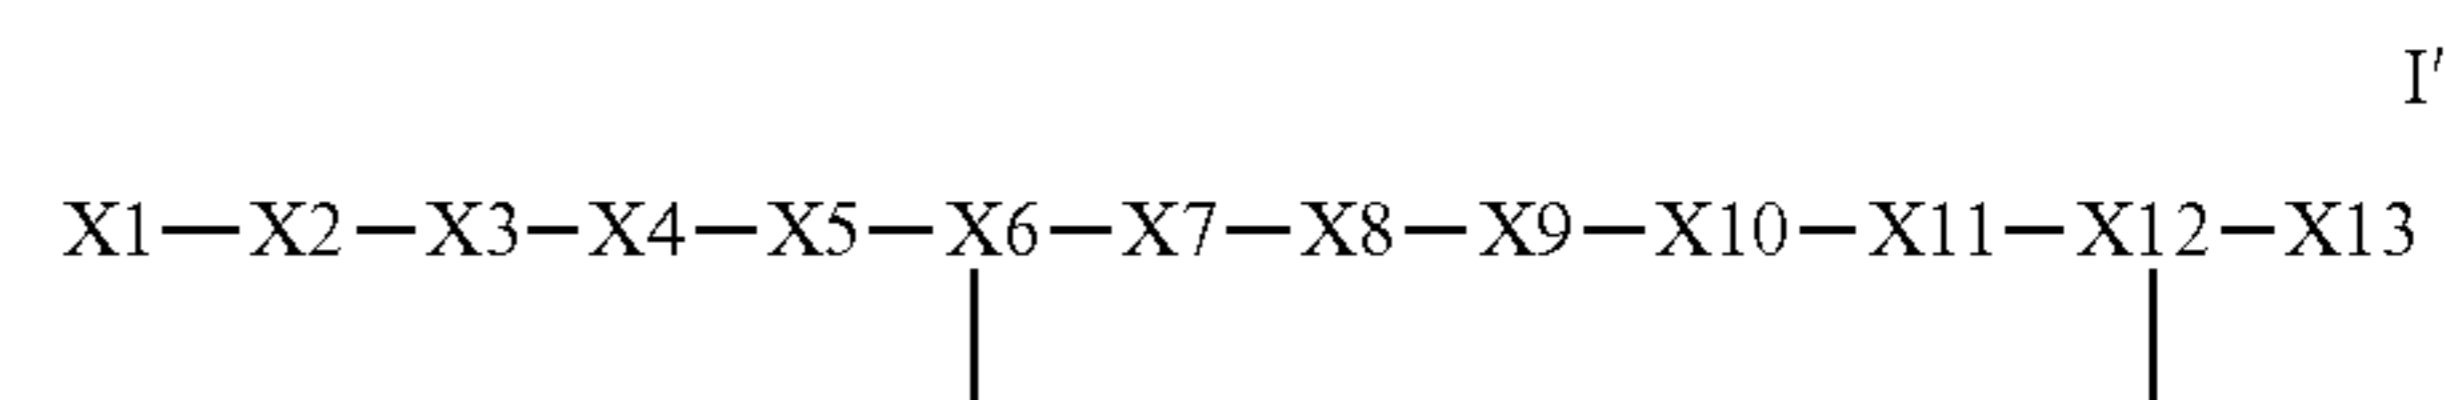 I′
X1—X2—X3—X4—X5—X6—X7—X8—X9—X10—X11—X12—X13